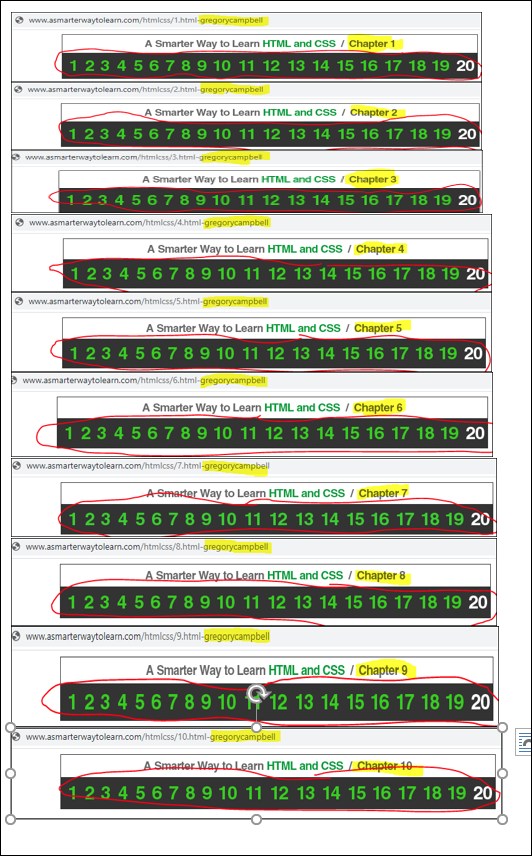 www.asmarterwaytolearn.com/htmlcss/1.html-gregorycampbell
A Smarter Way to Learn HTML and CSS / Chapter 1
1 2 3 4 5 6 7 8 9 10 11 12 13 14 15 16 17 18 19 20
www.asmarterwaytolearn.com/htmlcss/2.html-gregorycampbell
A Smarter Way to Learn HTML and CSS / Chapter 2
1 2 3 4 5 6 7 8 9 10 11 12 13 14 15 16 17 18 19 20
www.asmarterwaytolearn.com/htmlcss/3.html-gregorycampbell
A Smarter Way to Learn HTML and CSS / Chapter 3
1 2 3 4 5 6 7 8 9 10 11 12 13 14 15 16 17 18 19 20
www.asmarterwaytolearn.com/htmlcss/4.html-gregorycampbell
A Smarter Way to Learn HTML and CSS / Chapter 4
1 2 3 4 5 6 7 8 9 10 11 12 13 14 15 16 17 18 19 20
www.asmarterwaytolearn.com/htmlcss/5.html-gregorycampbell
A Smarter Way to Learn HTML and CSS / Chapter 5
1 2 3 4 5 6 7 8 9 10 11 12 13 14 15 16 17 18 19 20
www.asmarterwaytolearn.com/htmlcss/6.html-gregorycampbell
A Smarter Way to Learn HTML and CSS / Chapter 6
1 2 3 4 5 6 7 8 9 10 11 12 13 14 15 16 17 18 19 20
www.asmarterwaytolearn.com/htmlcss/7.html-gregorycampbell
A Smarter Way to Learn HTML and CSS / Chapter 7
1 2 3 4 5 6 7 8 9 10 11 12 13 14 15 16 17 18 19 20
www.asmarterwaytolearn.com/htmlcss/8.html-gregorycampbell
A Smarter Way to Learn HTML and CSS / Chapter 8
1 2 3 4 5 6 7 8 9 10 11 12 13 14 15 16 17 18 19 20
www.asmarterwaytolearn.com/htmlcss/9.html-gregorycampbell
A Smarter Way to Learn HTML and CSS / Chapter 9
1 2 3 4 5 6 7 8 9 10 11 12 13 14 15 16 17 18 19 20
www.asmarterwaytolearn.com/htmlcss/10.html-gregorycampbell
A Smarter Way to Learn HTML and CSS / Chapter 10
1 2 3 4 5 6 7 8 9 10 11 12 13 14 15 16 17 18 19 20